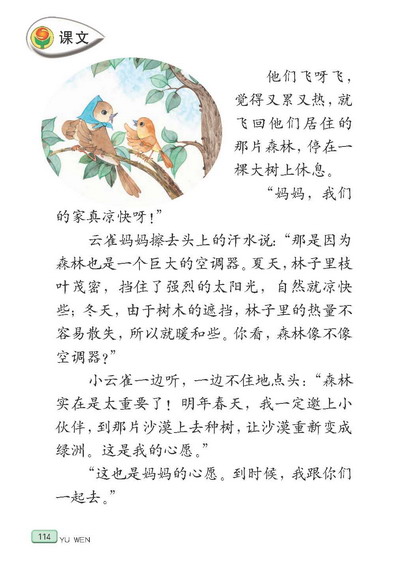 课文
他们飞呀飞，
觉得又累又热，就
飞回他们居住的
那片森林，停在一
棵大树上休息。
“妈妈，我们
的家真凉快呀！”
云雀妈妈擦去头上的汗水说：“那是因为
森林也是一个巨大的空调器。夏天，林子里枝
叶茂密，挡住了强烈的太阳光，自然就凉快
些；冬天，由于树木的遮挡，林子里的热量不
容易散失，所以就暖和些。你看，森林像不像
空调器？”
小云雀一边听，一边不住地点头：“森林
实在是太重要了！明年春天，我一定邀上小
伙伴，到那片沙漠上去种树，让沙漠重新变成
绿洲。这是我的心愿。”
“这也是妈妈的心愿。到时候，我跟你们
一起去。”
114 YU WEN